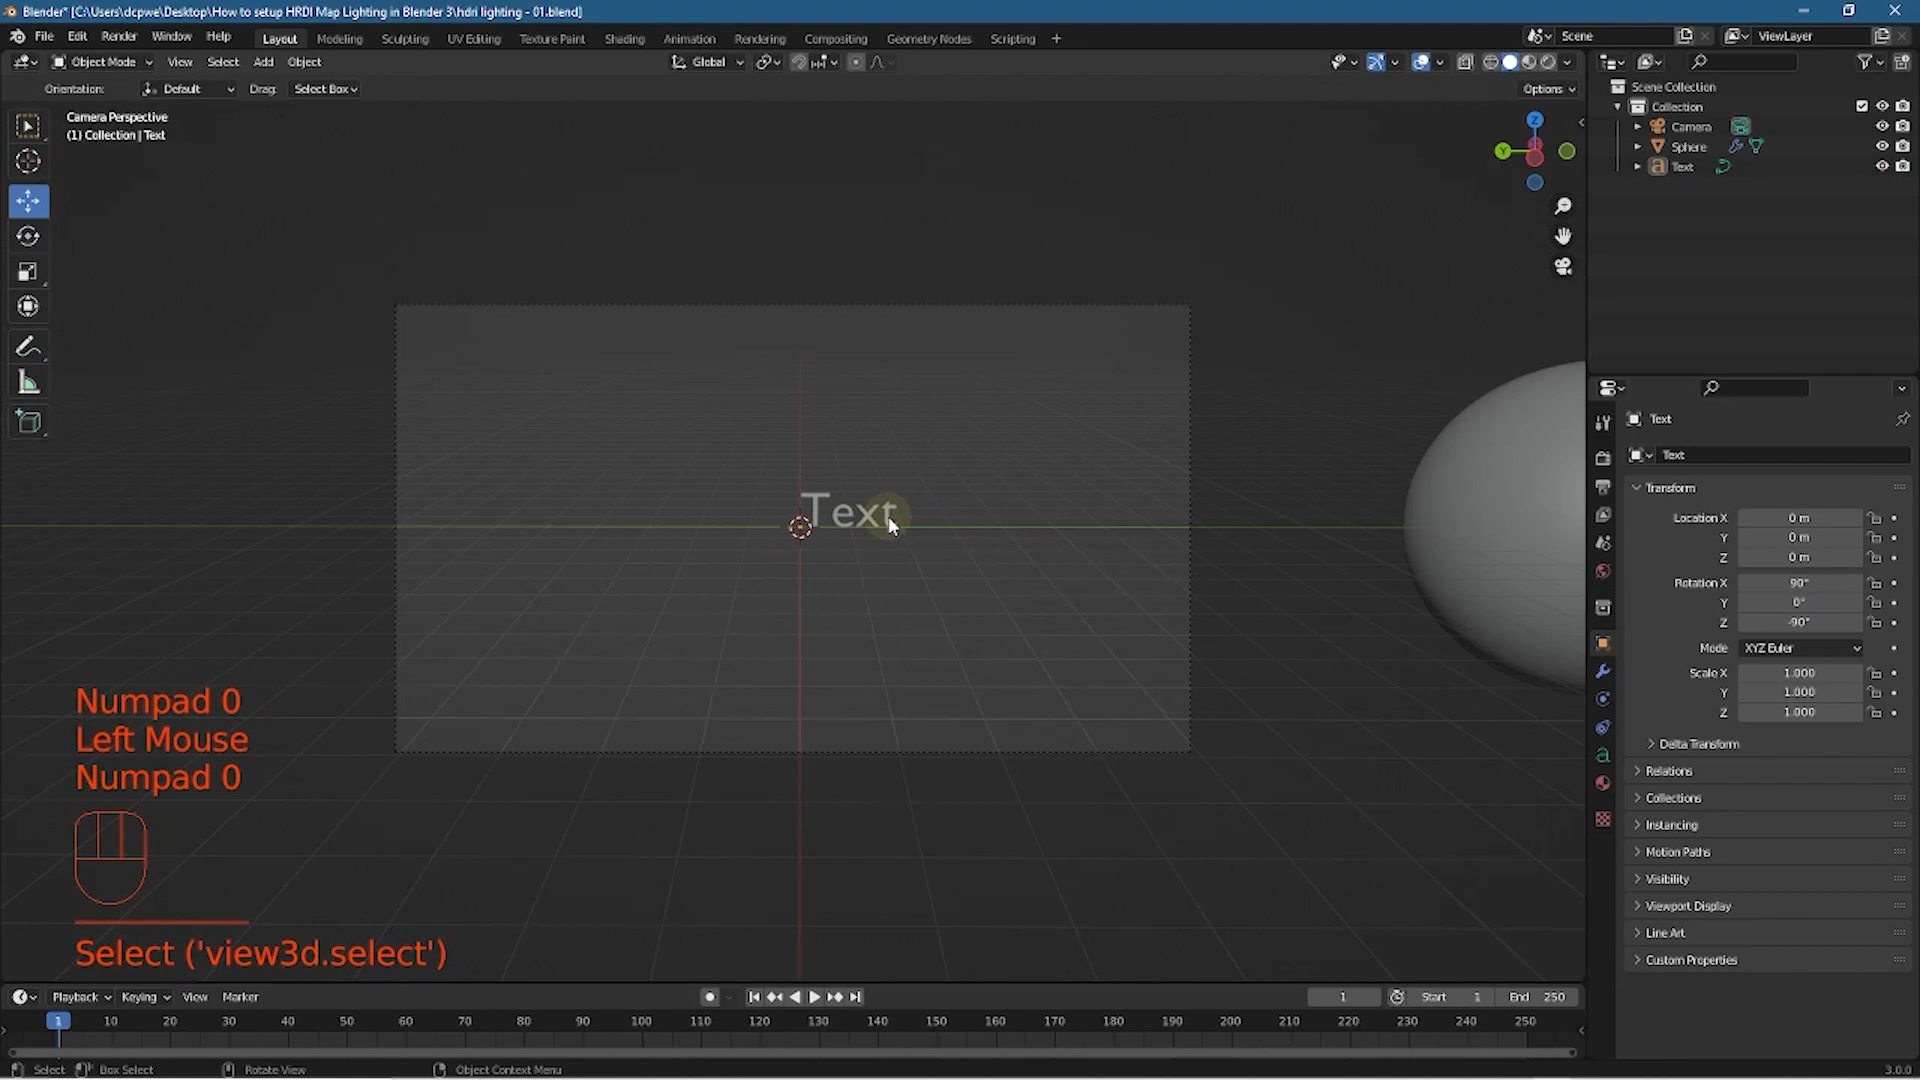 Blender* [C:\Users\dcpwe\Desktop\How to setup HRDI Map Lighting in Blender 3\hdri lighting - 01.blend]
File Edit Render Window Help Layout Modeling Sculpting UV Editing Texture Paint Shading Animation Rendering Compositing Geometry Nodes Scripting + Scene ViewLayer
Object Mode View Select Add Object Global
Orientation: Default Drag: Select Box Options
Camera Perspective
(1) Collection | Text
Scene Collection
Collection
Camera
Sphere
Text
Z
Y
Text
Numpad 0
Left Mouse
Numpad 0
Select ('view3d.select')
Text
Text
Transform
Location X 0 m
Y 0 m
Z 0 m
Rotation X 90°
Y 0°
Z -90°
Mode XYZ Euler
Scale X 1.000
Y 1.000
Z 1.000
Delta Transform
Relations
Collections
Instancing
Motion Paths
Visibility
Viewport Display
Line Art
Custom Properties
Playback Keying View Marker 1 Start 1 End 250
1 10 20 30 40 50 60 70 80 90 100 110 120 130 140 150 160 170 180 190 200 210 220 230 240 250
Select Box Select Rotate View Object Context Menu 3.0.0